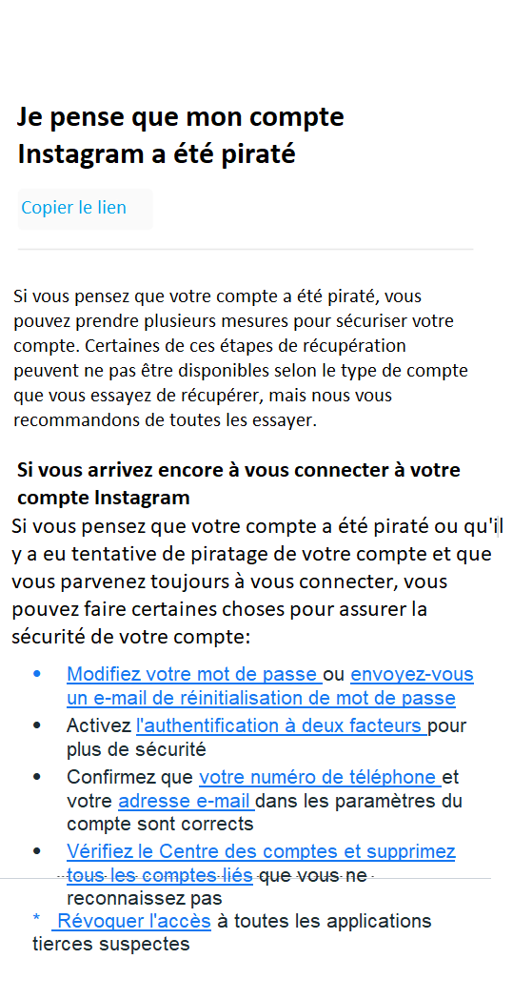 Je pense que mon compte
Instagram a été piraté
Copier le lien
Si vous pensez que votre compte a été piraté, vous
pouvez prendre plusieurs mesures pour sécuriser votre
compte. Certaines de ces étapes de récupération
peuvent ne pas être disponibles selon le type de compte
que vous essayez de récupérer, mais nous vous
recommandons de toutes les essayer.
Si vous arrivez encore à vous connecter à votre
compte Instagram
Si vous pensez que votre compte a été piraté ou qu'il
y a eu tentative de piratage de votre compte et que
vous parvenez toujours à vous connecter, vous
pouvez faire certaines choses pour assurer la
sécurité de votre compte:
• Modifiez votre mot de passe ou envoyez-vous
un e-mail de réinitialisation de mot de passe
• Activez l'authentification à deux facteurs pour
plus de sécurité
• Confirmez que votre numéro de téléphone et
votre adresse e-mail dans les paramètres du
compte sont corrects
• Vérifiez le Centre des comptes et supprimez
tous les comptes liés que vous ne
reconnaissez pas
* Révoquer l'accès à toutes les applications
tierces suspectes